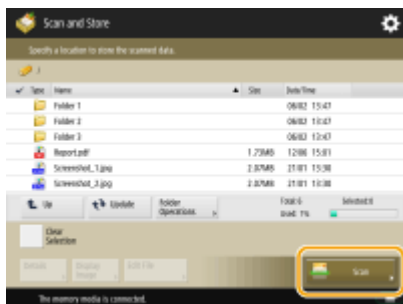 Scan and Store
Specify a location to store the scanned data.
/
Type Name Size Date/Time
Folder 1 06/02 13:47
Folder 2 06/02 13:47
Folder 3 06/02 13:47
Report.pdf 1.73MB 12/06 15:01
Screenshot_1.jpg 2.07MB 21/01 13:30
Screenshot_2.jpg 2.07MB 21/01 13:30
Up Update Folder Operations Total:6 Selected:0
Used 1%
Clear Selection
Details Display Image Edit File Scan
The memory media is connected.